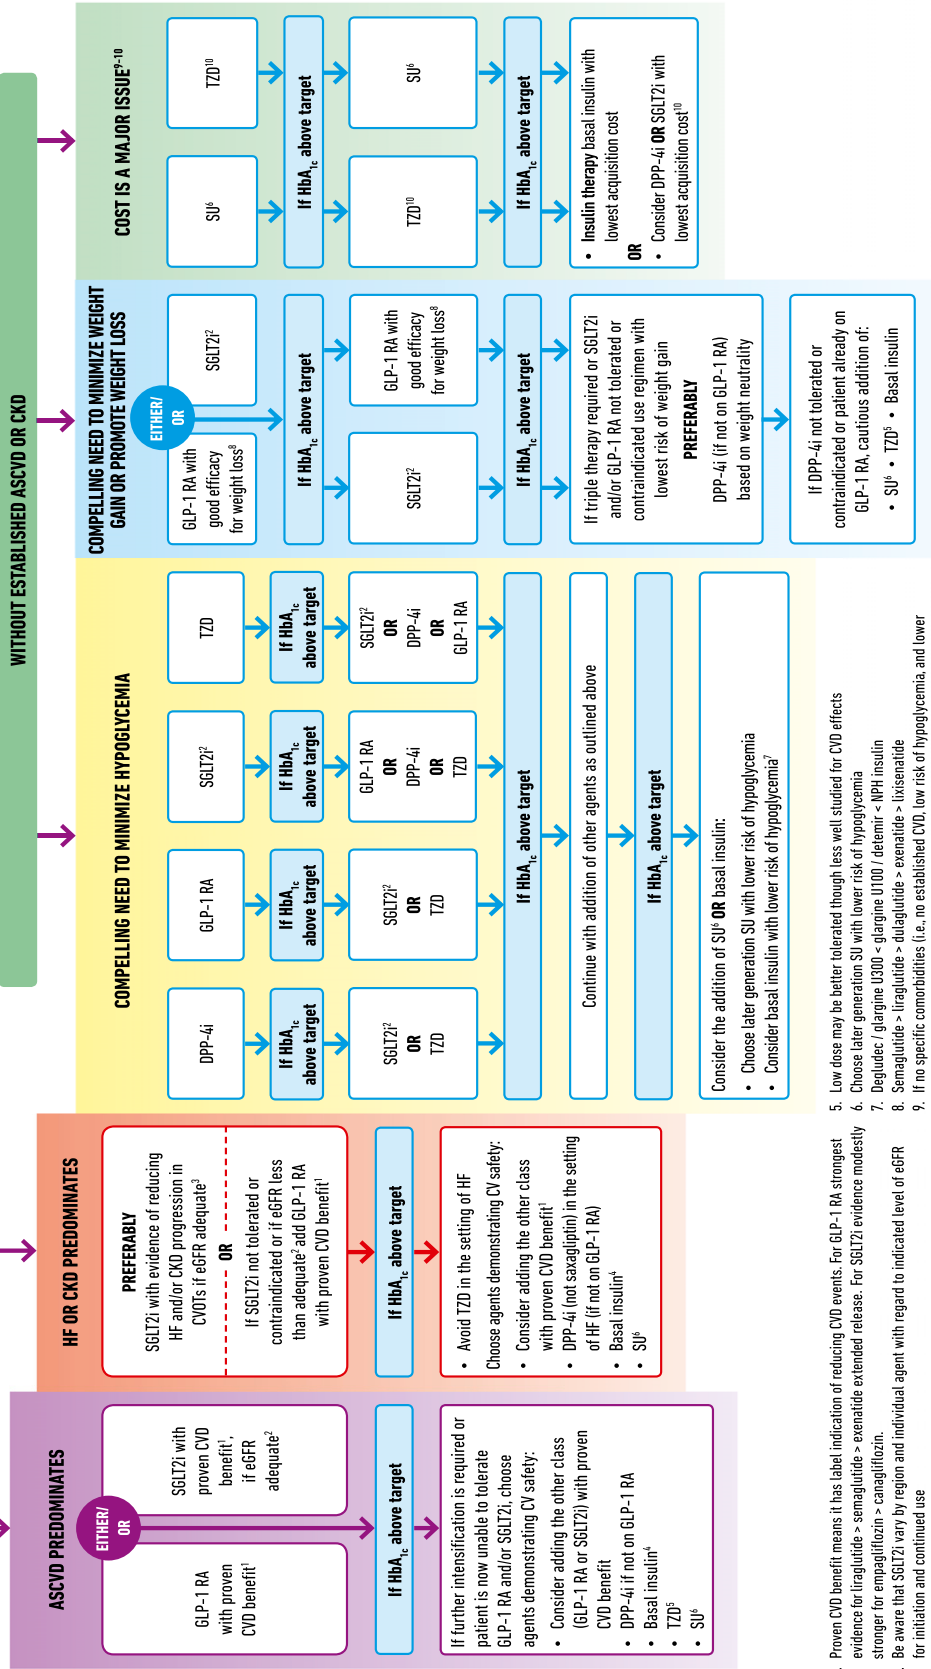 ASCVD PREDOMINATES
EITHER/
OR
GLP-1 RA
with proven
CVD benefit¹
SGLT2i with
proven CVD
benefit¹,
if eGFR
adequate²
If HbA1c above target
If further intensification is required or
patient is now unable to tolerate
GLP-1 RA and/or SGLT2i, choose
agents demonstrating CV safety:
• Consider adding the other class
(GLP-1 RA or SGLT2i) with proven
CVD benefit
• DPP-4i if not on GLP-1 RA
• Basal insulin⁴
• TZD⁵
• SU⁶
HF OR CKD PREDOMINATES
PREFERABLY
SGLT2i with evidence of reducing
HF and/or CKD progression in
CVOTs if eGFR adequate³
OR
If SGLT2i not tolerated or
contraindicated or if eGFR less
than adequate² add GLP-1 RA
with proven CVD benefit¹
If HbA1c above target
• Avoid TZD in the setting of HF
Choose agents demonstrating CV safety:
• Consider adding the other class
with proven CVD benefit¹
• DPP-4i (not saxagliptin) in the setting
of HF (if not on GLP-1 RA)
• Basal insulin⁴
• SU⁶
WITHOUT ESTABLISHED ASCVD OR CKD
COMPELLING NEED TO MINIMIZE HYPOGLYCEMIA
DPP-4i
GLP-1 RA
SGLT2i²
TZD
If HbA1c
above target
If HbA1c
above target
If HbA1c
above target
If HbA1c
above target
SGLT2i²
OR
TZD
SGLT2i²
OR
TZD
GLP-1 RA
OR
DPP-4i
OR
TZD
SGLT2i²
OR
DPP-4i
OR
GLP-1 RA
If HbA1c above target
Continue with addition of other agents as outlined above
If HbA1c above target
Consider the addition of SU⁶ OR basal insulin:
• Choose later generation SU with lower risk of hypoglycemia
• Consider basal insulin with lower risk of hypoglycemia⁷
COMPELLING NEED TO MINIMIZE WEIGHT
GAIN OR PROMOTE WEIGHT LOSS
EITHER/
OR
GLP-1 RA with
good efficacy
for weight loss⁸
SGLT2i²
If HbA1c above target
SGLT2i²
GLP-1 RA with
good efficacy
for weight loss⁸
If HbA1c above target
If triple therapy required or SGLT2i
and/or GLP-1 RA not tolerated or
contraindicated use regimen with
lowest risk of weight gain
PREFERABLY
DPP-4i (if not on GLP-1 RA)
based on weight neutrality
If DPP-4i not tolerated or
contraindicated or patient already on
GLP-1 RA, cautious addition of:
• SU⁶ • TZD⁵ • Basal insulin
COST IS A MAJOR ISSUE⁹⁻¹⁰
SU⁶
TZD¹⁰
If HbA1c above target
TZD¹⁰
SU⁶
If HbA1c above target
• Insulin therapy basal insulin with
lowest acquisition cost
OR
• Consider DPP-4i OR SGLT2i with
lowest acquisition cost¹⁰
. Proven CVD benefit means it has label indication of reducing CVD events. For GLP-1 RA strongest
evidence for liraglutide > semaglutide > exenatide extended release. For SGLT2i evidence modestly
stronger for empagliflozin > canagliflozin.
. Be aware that SGLT2i vary by region and individual agent with regard to indicated level of eGFR
for initiation and continued use
5. Low dose may be better tolerated though less well studied for CVD effects
6. Choose later generation SU with lower risk of hypoglycemia
7. Degludec / glargine U300 < glargine U100 / detemir < NPH insulin
8. Semaglutide > liraglutide > dulaglutide > exenatide > lixisenatide
9. If no specific comorbidities (i.e., no established CVD, low risk of hypoglycemia, and lower